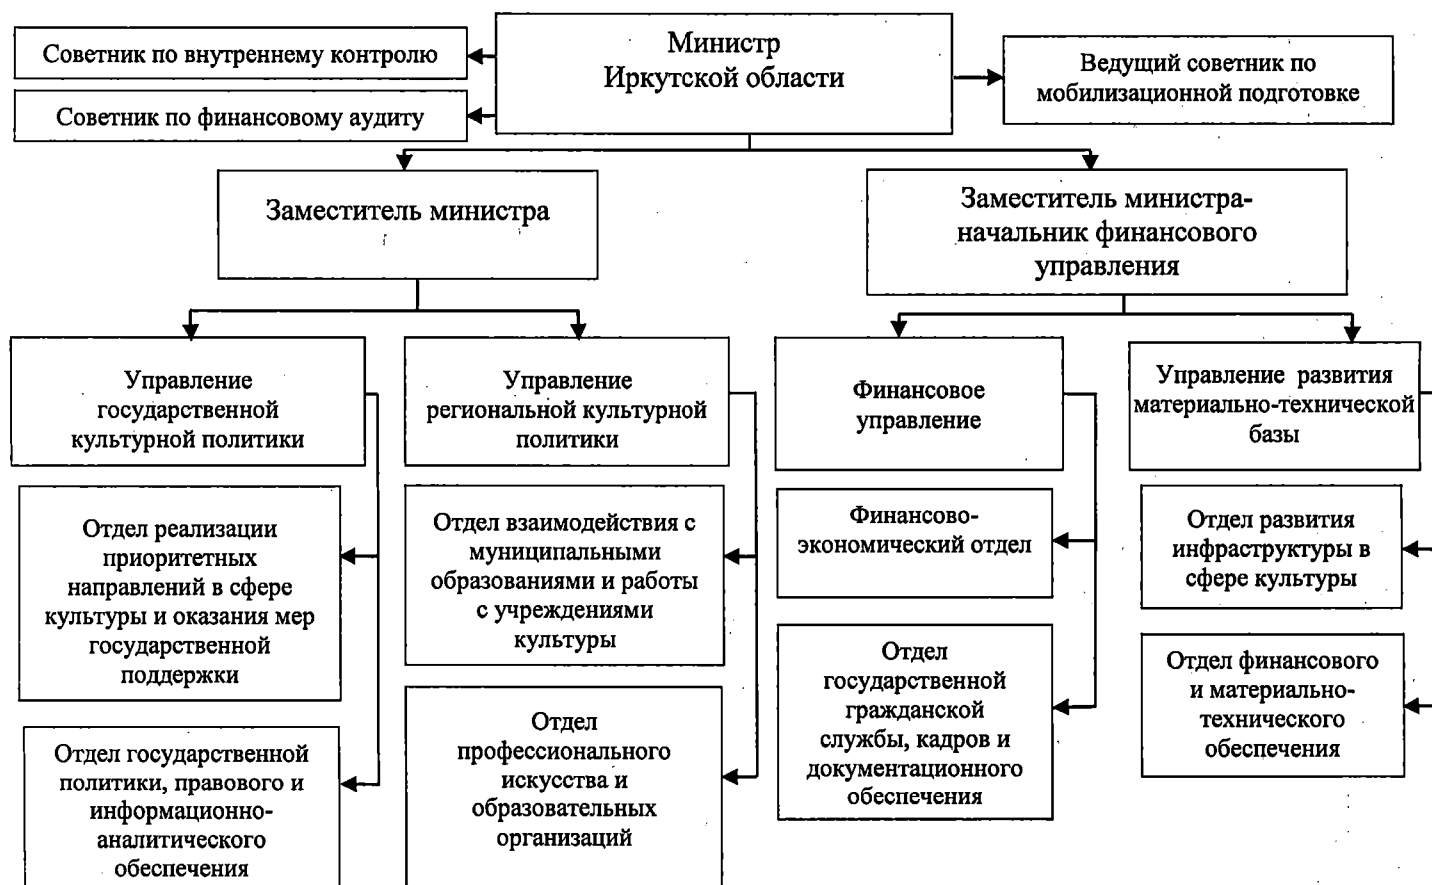 Советник по внутреннему контролю
Советник по финансовому аудиту
Министр
Иркутской области
Ведущий советник по
мобилизационной подготовке
Заместитель министра
Заместитель министра-
начальник финансового
управления
Управление
государственной
культурной политики
Управление
региональной культурной
политики
Финансовое
управление
Управление развития
материально-технической
базы
Отдел реализации
приоритетных
направлений в сфере
культуры и оказания мер
государственной
поддержки
Отдел взаимодействия с
муниципальными
образованиями и работы
с учреждениями
культуры
Финансово-
экономический отдел
Отдел развития
инфраструктуры в
сфере культуры
Отдел государственной
политики, правового и
информационно-
аналитического
обеспечения
Отдел
профессионального
искусства и
образовательных
организаций
Отдел
государственной
гражданской
службы, кадров и
документационного
обеспечения
Отдел финансового
и материально-
технического
обеспечения